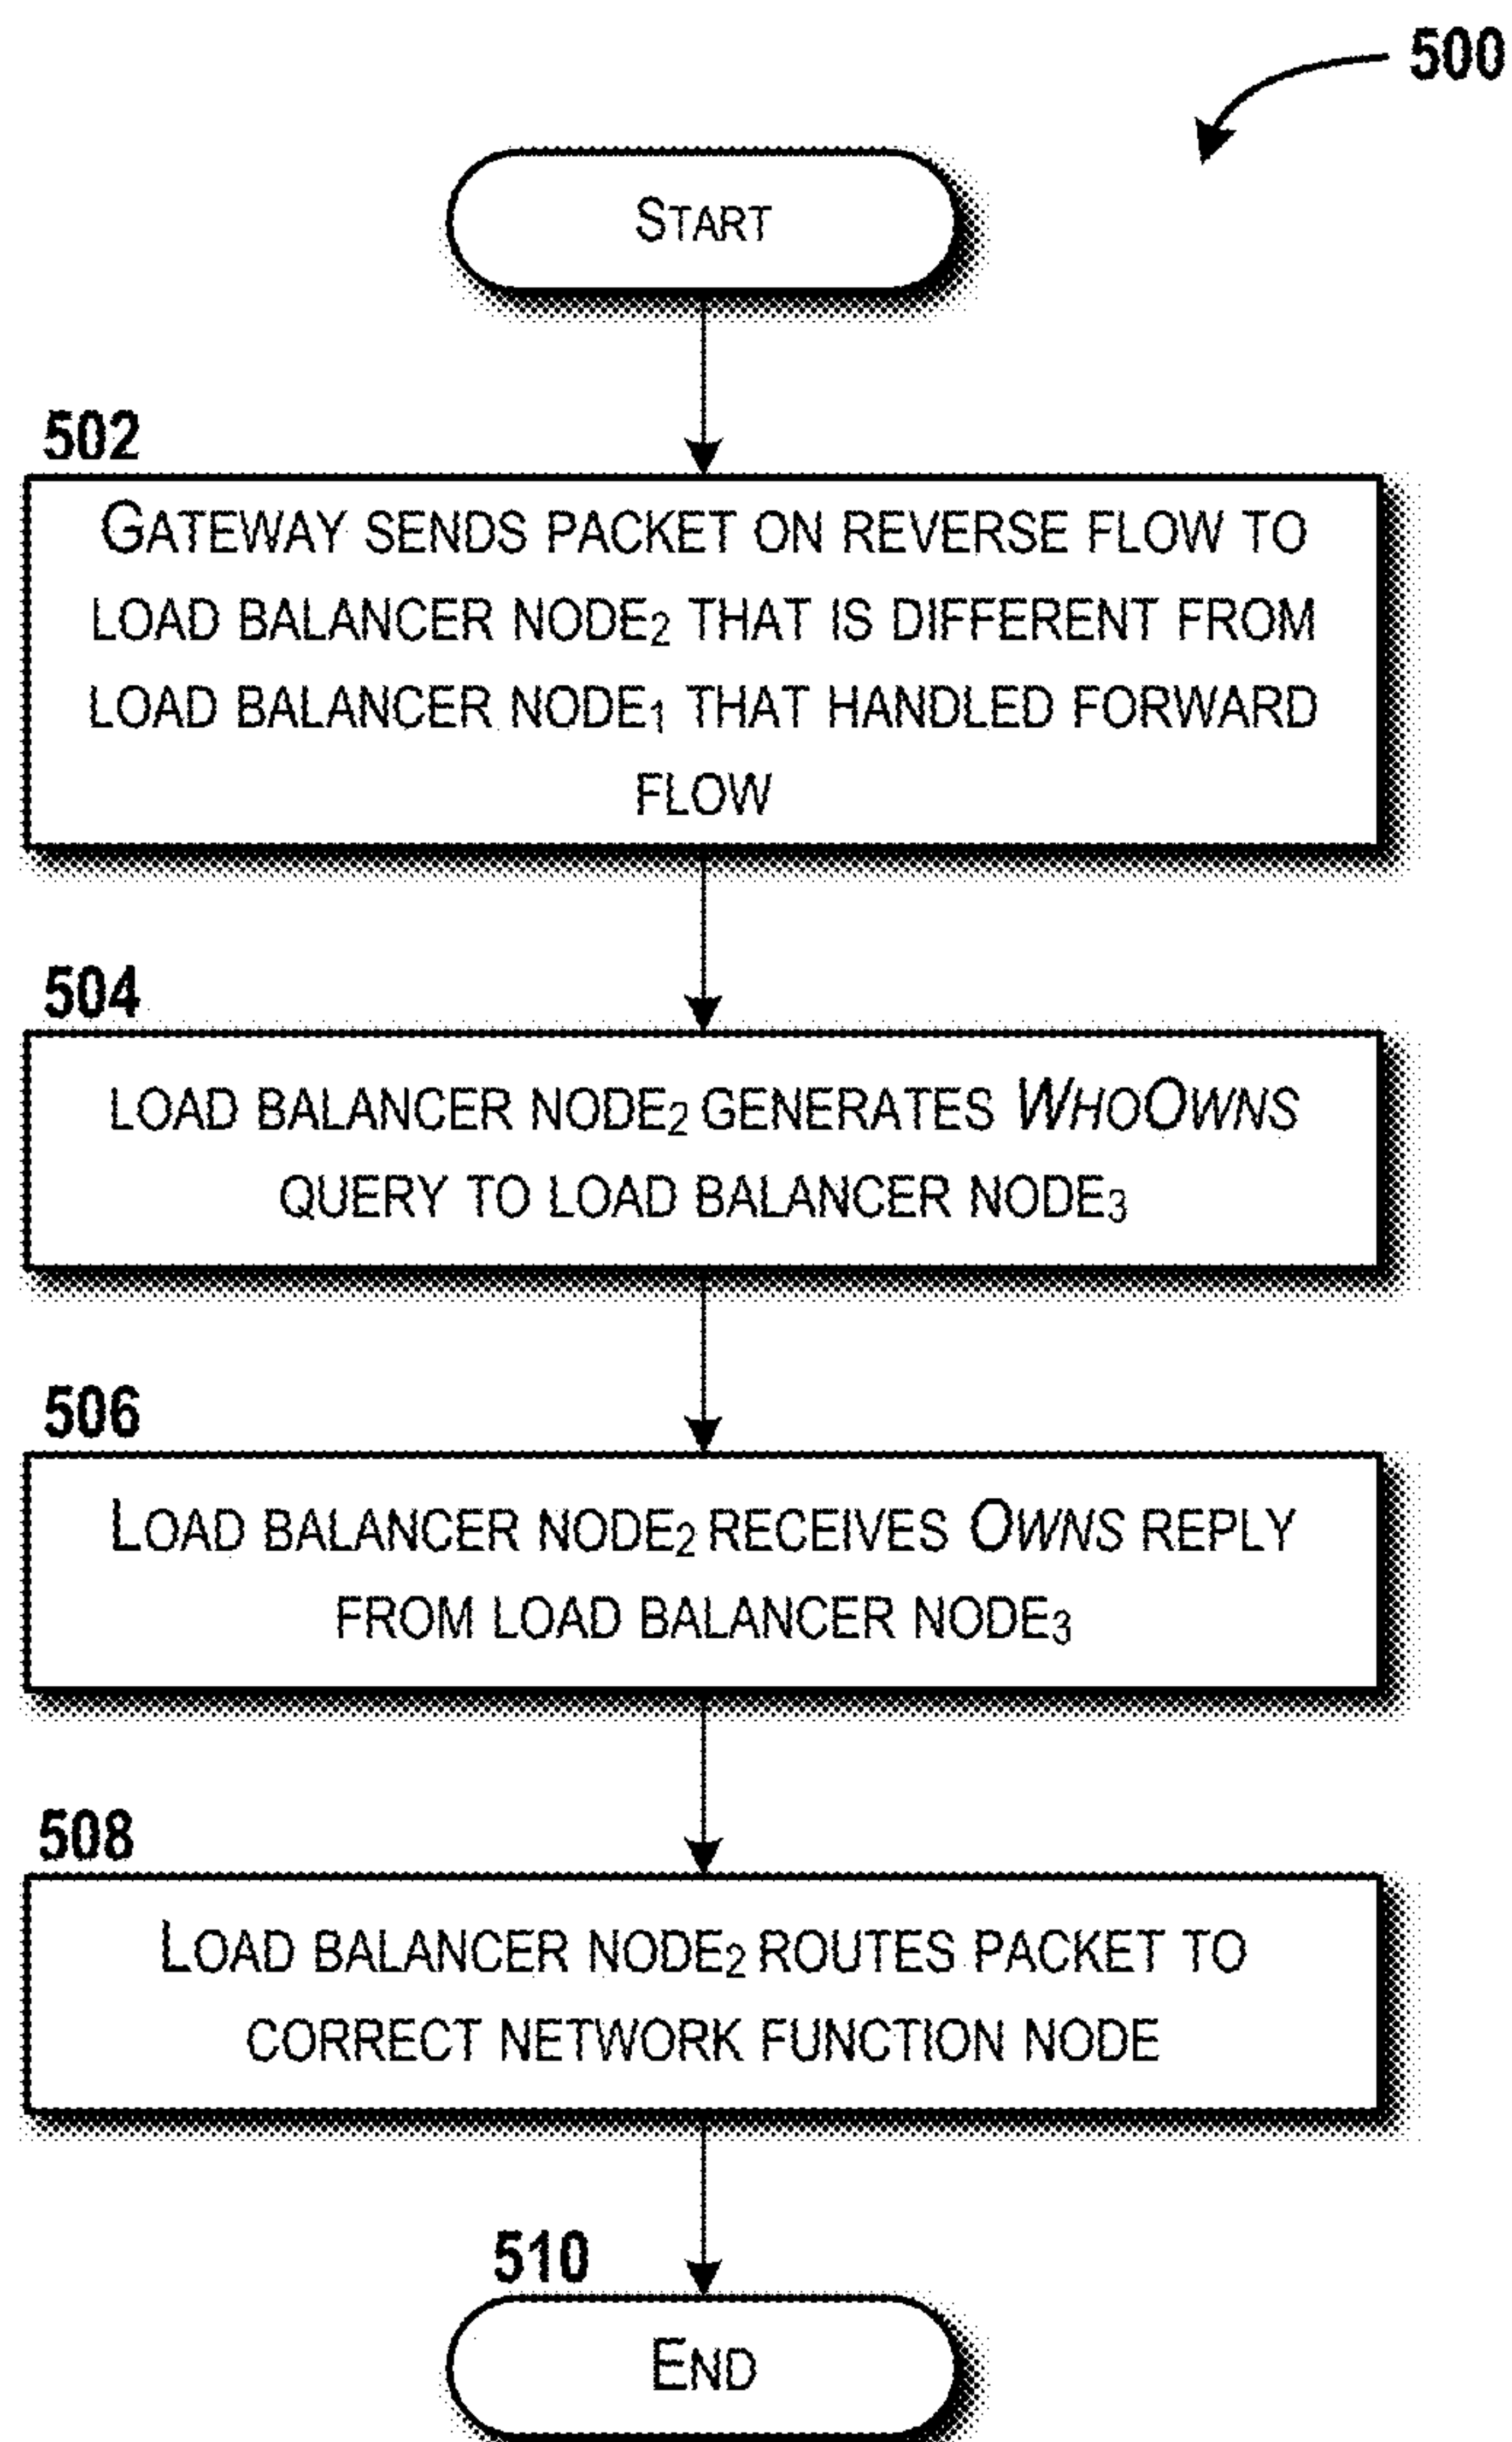 500
START
502
GATEWAY SENDS PACKET ON REVERSE FLOW TO
LOAD BALANCER NODE₂ THAT IS DIFFERENT FROM
LOAD BALANCER NODE₁ THAT HANDLED FORWARD
FLOW
504
LOAD BALANCER NODE₂ GENERATES WHOOWNS
QUERY TO LOAD BALANCER NODE₃
506
LOAD BALANCER NODE₂ RECEIVES OWNS REPLY
FROM LOAD BALANCER NODE₃
508
LOAD BALANCER NODE₂ ROUTES PACKET TO
CORRECT NETWORK FUNCTION NODE
510
END